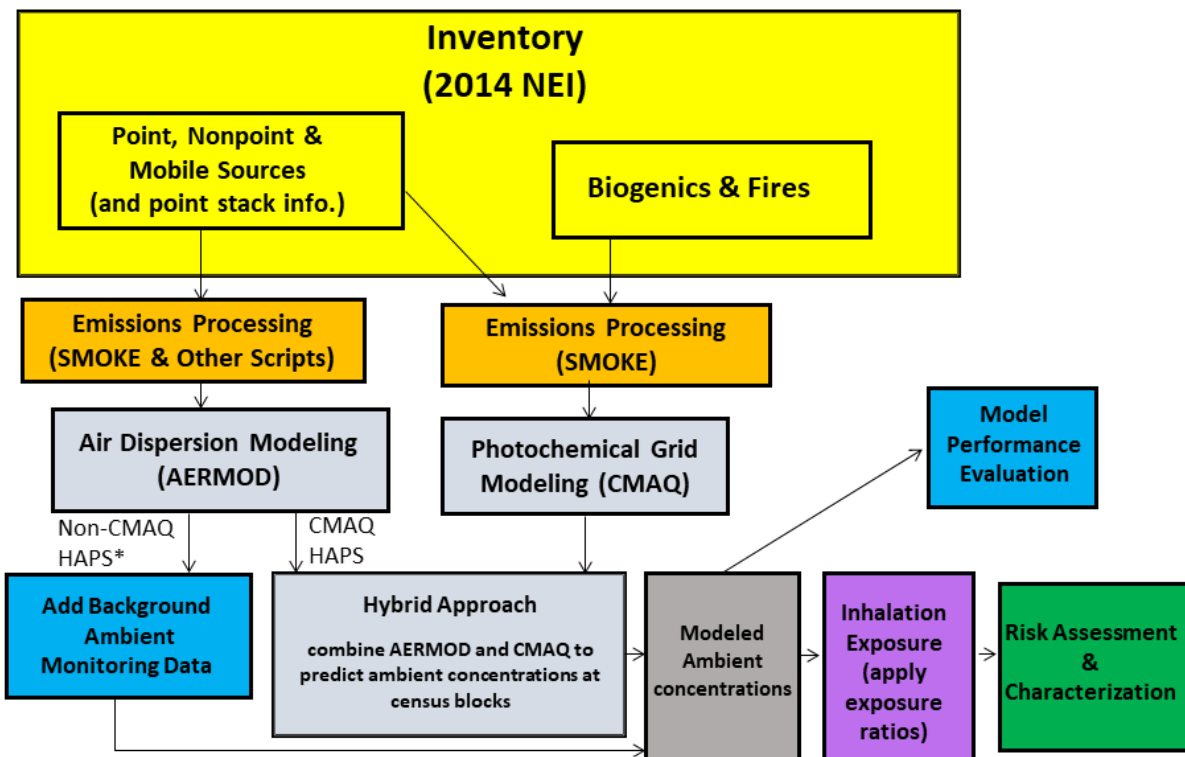 Inventory
(2014 NEI)
Point, Nonpoint &
Mobile Sources
(and point stack info.)
Biogenics & Fires
Emissions Processing
(SMOKE & Other Scripts)
Emissions Processing
(SMOKE)
Air Dispersion Modeling
(AERMOD)
Photochemical Grid
Modeling (CMAQ)
Model
Performance
Evaluation
Non-CMAQ
HAPS*
CMAQ
HAPS
Add Background
Ambient
Monitoring Data
Hybrid Approach
combine AERMOD and CMAQ to
predict ambient concentrations at
census blocks
Modeled
Ambient
concentrations
Inhalation
Exposure
(apply
exposure
ratios)
Risk Assessment
&
Characterization